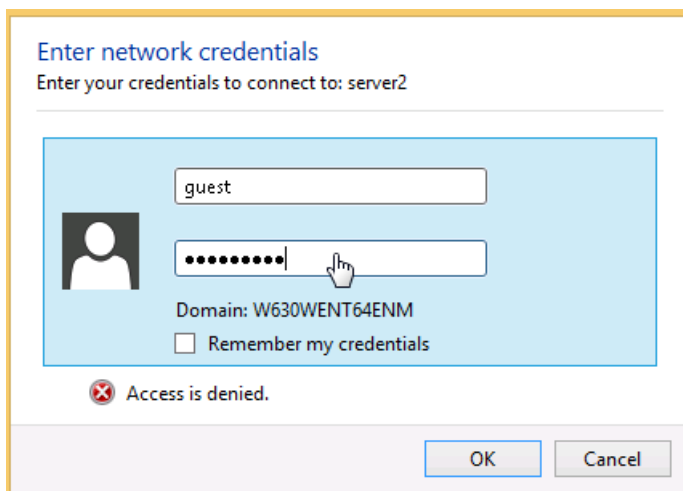 Enter network credentials
Enter your credentials to connect to: server2
guest
•••••••••
Domain: W630WENT64ENM
Remember my credentials
Access is denied.
OK
Cancel